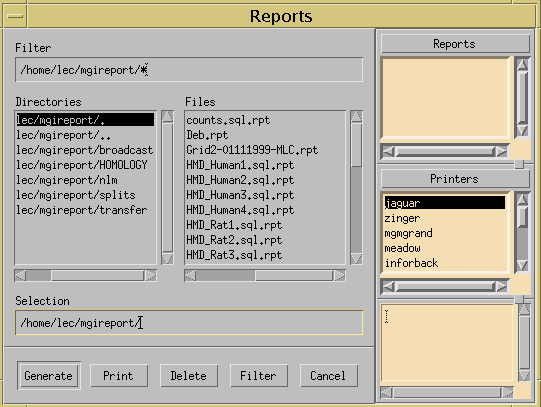 Reports
Filter
/home/lec/mgireport/*
Directories
lec/mgireport/.
lec/mgireport/..
lec/mgireport/broadcast
lec/mgireport/HOMOLOGY
lec/mgireport/nlm
lec/mgireport/splits
lec/mgireport/transfer
Files
counts.sql.rpt
Deb.rpt
Grid2-01111999-MLC.rpt
HMD_Human1.sql.rpt
HMD_Human2.sql.rpt
HMD_Human3.sql.rpt
HMD_Human4.sql.rpt
HMD_Rat1.sql.rpt
HMD_Rat2.sql.rpt
HMD_Rat3.sql.rpt
Selection
/home/lec/mgireport/
Generate
Print
Delete
Filter
Cancel
Reports
Printers
jaguar
zinger
mgmgrand
meadow
inforback